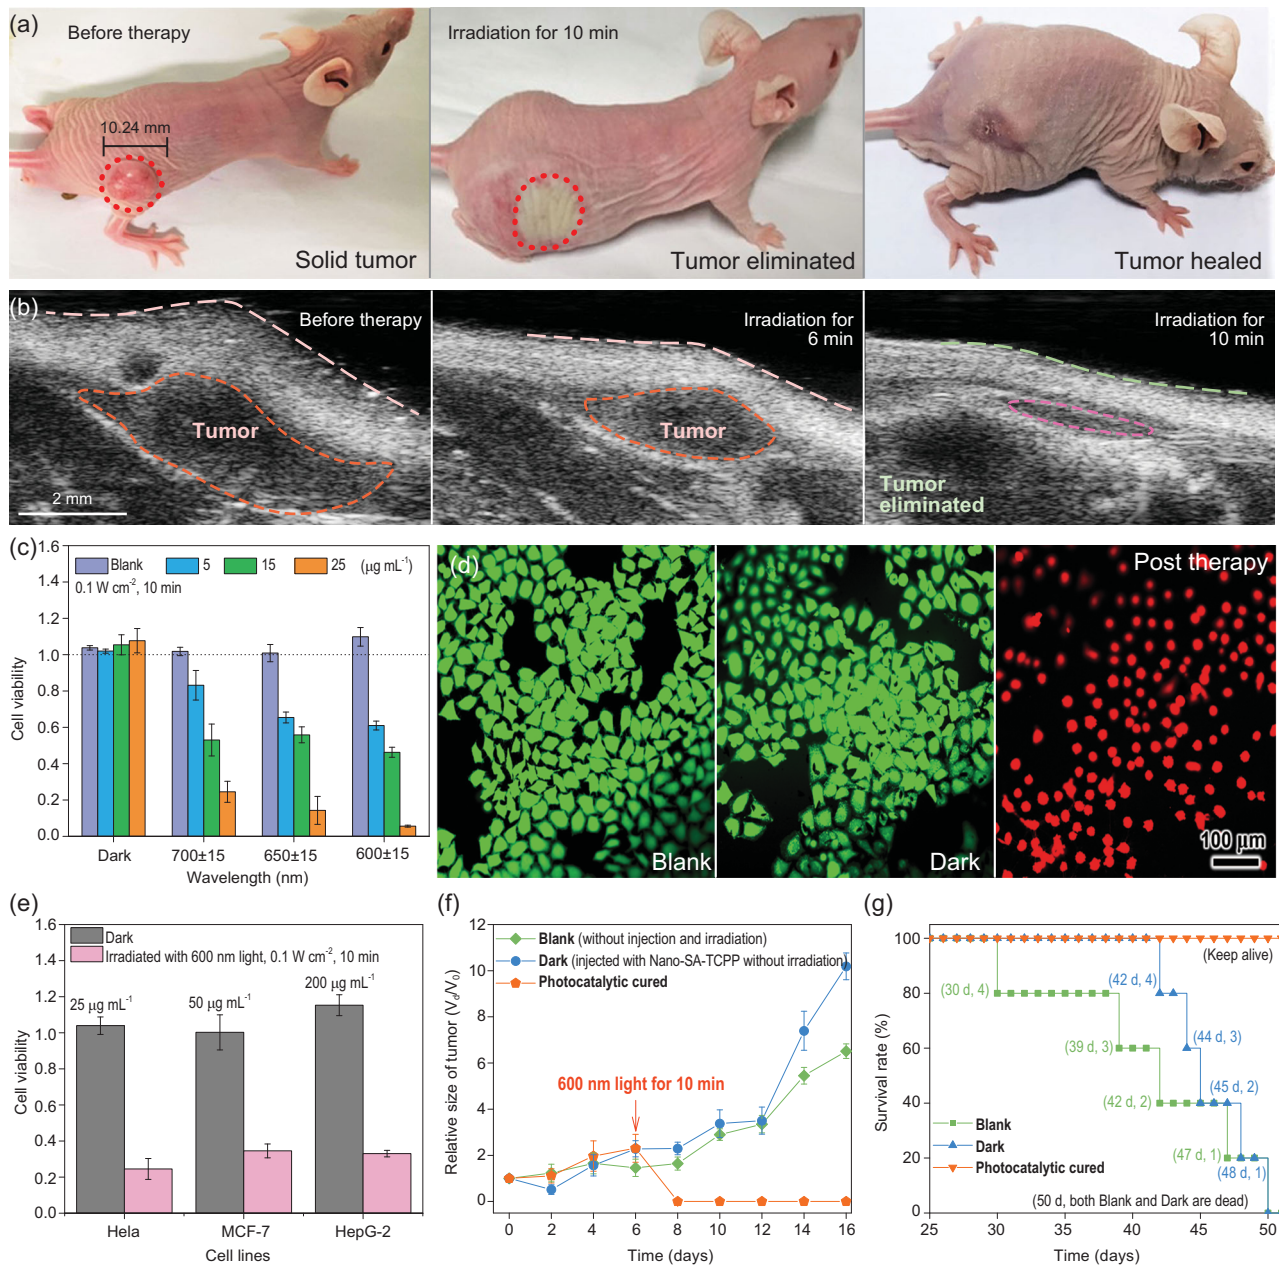 (a)
Before therapy
10.24 mm
Solid tumor
Irradiation for 10 min
Tumor eliminated
Tumor healed
(b)
Before therapy
Tumor
2 mm
Irradiation for
6 min
Tumor
Irradiation for
10 min
Tumor
eliminated
(c)
1.6
1.4
1.2
1.0
0.8
0.6
0.4
0.2
0.0
Cell viability
Blank 5 15 25 (μg mL⁻¹)
0.1 W cm⁻², 10 min
Dark 700±15 650±15 600±15
Wavelength (nm)
(d)
Blank
Dark
Post therapy
100 μm
(e)
1.6
1.4
1.2
1.0
0.8
0.6
0.4
0.2
0.0
Cell viability
Dark
Irradiated with 600 nm light, 0.1 W cm⁻², 10 min
25 μg mL⁻¹
50 μg mL⁻¹
200 μg mL⁻¹
Hela MCF-7 HepG-2
Cell lines
(f)
12
10
8
6
4
2
0
Relative size of tumor (Vd/V0)
Blank (without injection and irradiation)
Dark (injected with Nano-SA-TCPP without irradiation)
Photocatalytic cured
600 nm light for 10 min
0 2 4 6 8 10 12 14 16
Time (days)
(g)
100
80
60
40
20
0
Survival rate (%)
(Keep alive)
(30 d, 4)
(42 d, 4)
(39 d, 3)
(44 d, 3)
(42 d, 2)
(45 d, 2)
(47 d, 1)
(48 d, 1)
Blank
Dark
Photocatalytic cured
(50 d, both Blank and Dark are dead)
25 30 35 40 45 50
Time (days)